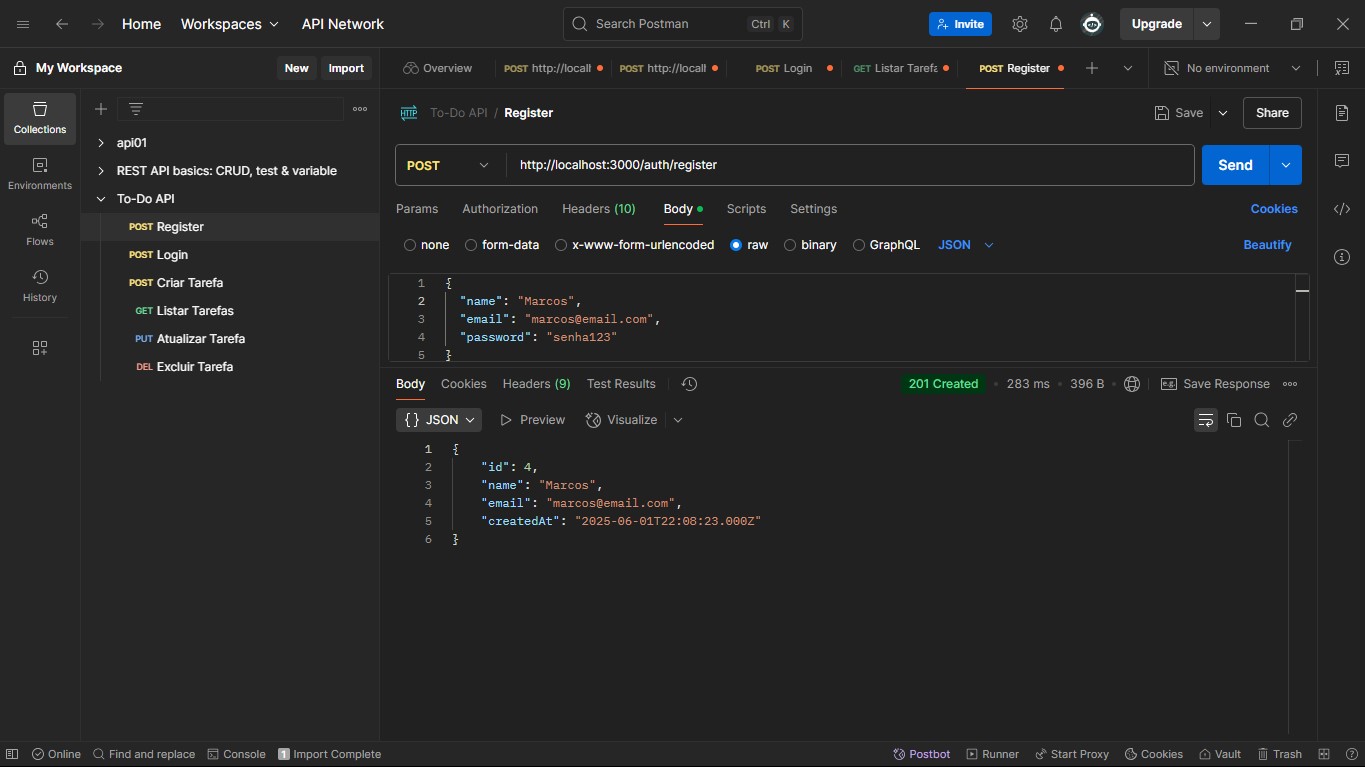 Home Workspaces API Network Search Postman Ctrl K Invite Upgrade
My Workspace New Import Overview POST http://locall POST http://locall POST Login GET Listar Tarefa POST Register No environment
Collections
Environments
Flows
History
api01
REST API basics: CRUD, test & variable
To-Do API
POST Register
POST Login
POST Criar Tarefa
GET Listar Tarefas
PUT Atualizar Tarefa
DEL Excluir Tarefa
HTTP To-Do API / Register Save Share
POST http://localhost:3000/auth/register Send
Params Authorization Headers (10) Body Scripts Settings Cookies
none form-data x-www-form-urlencoded raw binary GraphQL JSON Beautify
1 {
2 "name": "Marcos",
3 "email": "marcos@email.com",
4 "password": "senha123"
5 }
Body Cookies Headers (9) Test Results 201 Created 283 ms 396 B e.g. Save Response
{} JSON Preview Visualize
1 {
2 "id": 4,
3 "name": "Marcos",
4 "email": "marcos@email.com",
5 "createdAt": "2025-06-01T22:08:23.000Z"
6 }
Online Find and replace Console 1 Import Complete Postbot Runner Start Proxy Cookies Vault Trash